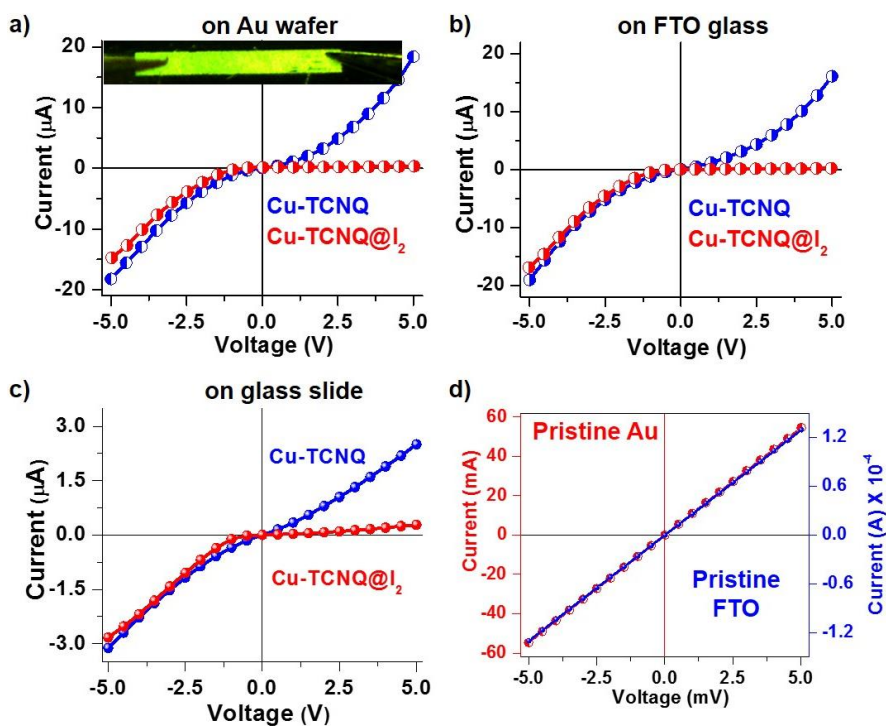 a)
on Au wafer
20
10
0
-10
-20
Current (μA)
Cu-TCNQ
Cu-TCNQ@I₂
-5.0 -2.5 0.0 2.5 5.0
Voltage (V)
b)
on FTO glass
20
10
0
-10
-20
Current (μA)
Cu-TCNQ
Cu-TCNQ@I₂
-5.0 -2.5 0.0 2.5 5.0
Voltage (V)
c)
on glass slide
3.0
1.5
0.0
-1.5
-3.0
Current (μA)
Cu-TCNQ
Cu-TCNQ@I₂
-5.0 -2.5 0.0 2.5 5.0
Voltage (V)
d)
60
40
20
0
-20
-40
-60
Current (mA)
Pristine Au
Pristine
FTO
1.2
0.6
0.0
-0.6
-1.2
Current (A) X 10⁻⁴
-5.0 -2.5 0.0 2.5 5.0
Voltage (mV)